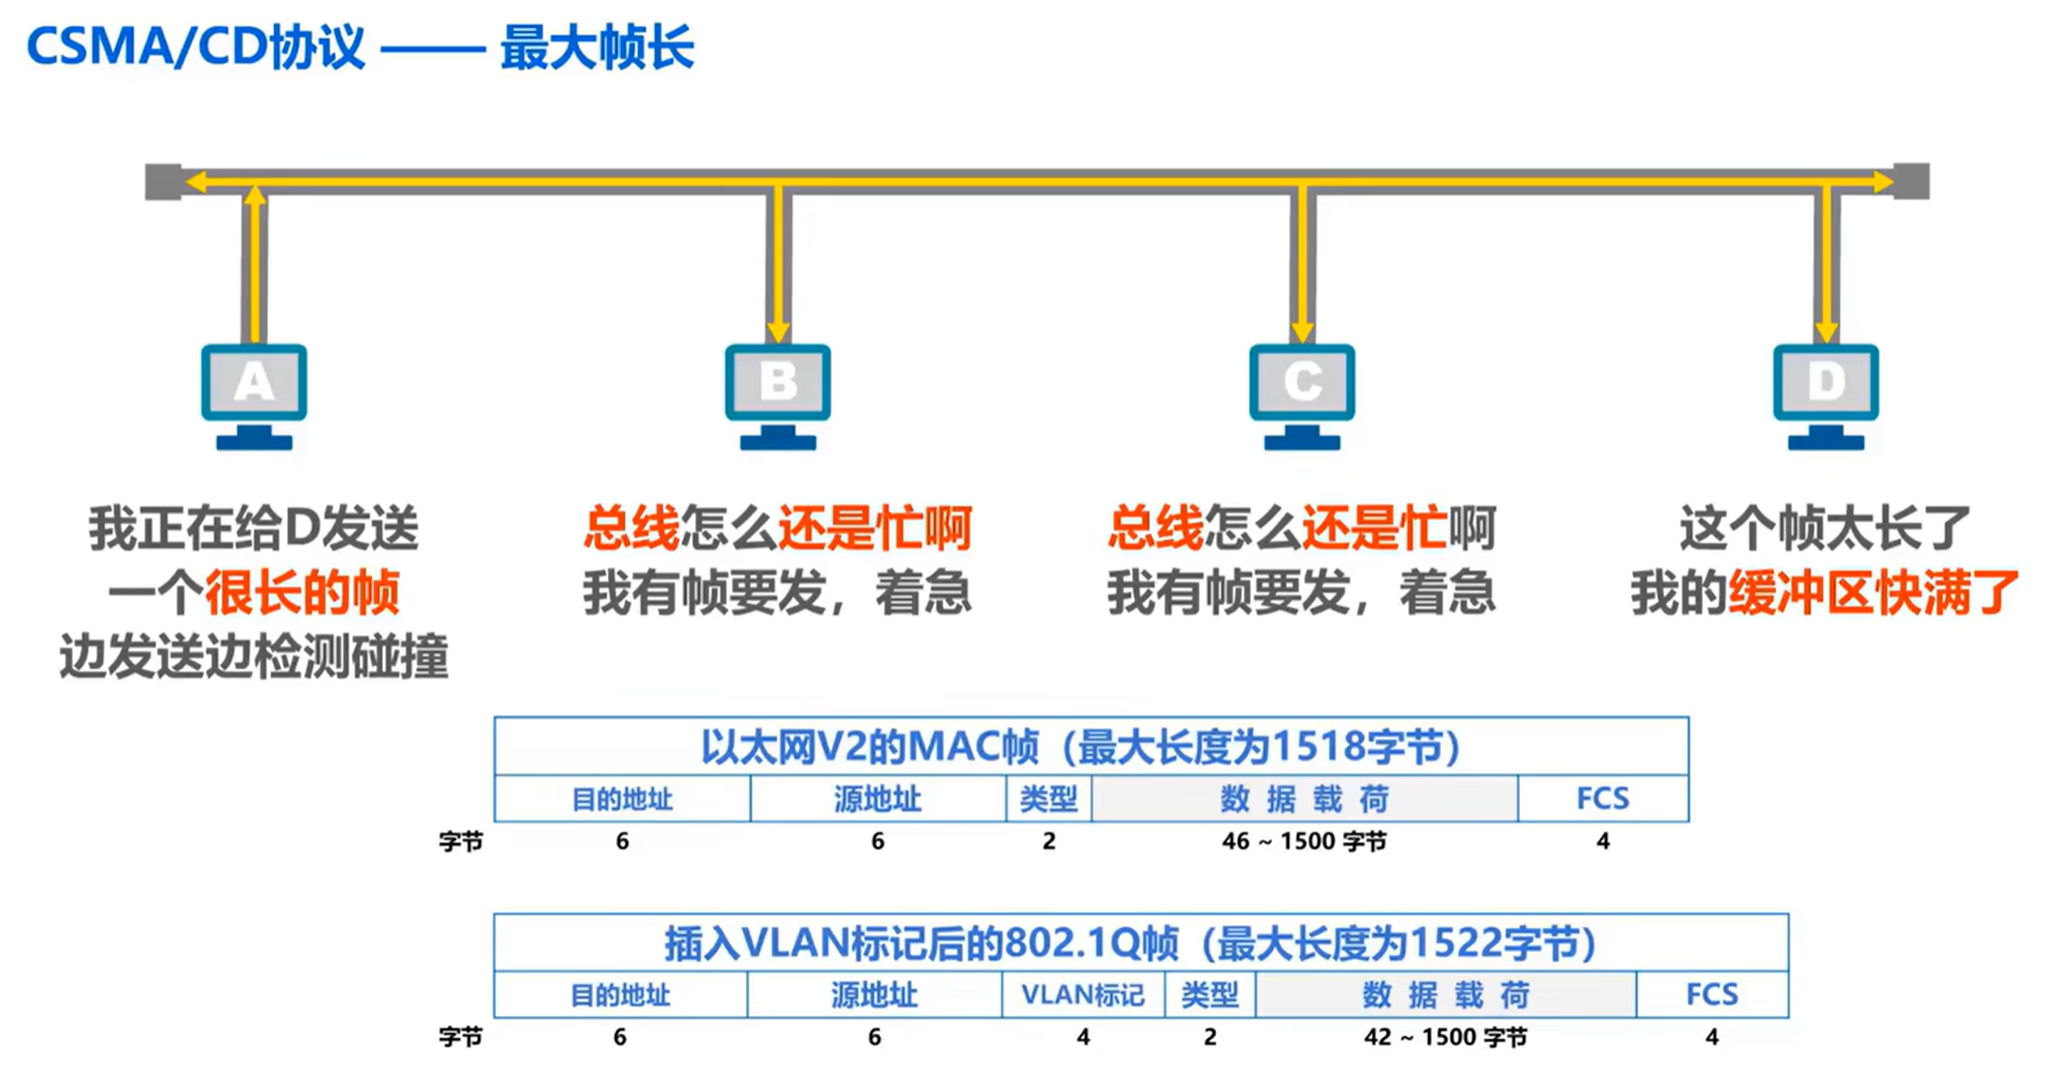 CSMA/CD协议 —— 最大帧长
A
B
C
D
我正在给D发送
一个很长的帧
边发送边检测碰撞
总线怎么还是忙啊
我有帧要发，着急
总线怎么还是忙啊
我有帧要发，着急
这个帧太长了
我的缓冲区快满了
以太网V2的MAC帧（最大长度为1518字节）
目的地址 源地址 类型 数据载荷 FCS
字节 6 6 2 46 ~ 1500 字节 4
插入VLAN标记后的802.1Q帧（最大长度为1522字节）
目的地址 源地址 VLAN标记 类型 数据载荷 FCS
字节 6 6 4 2 42 ~ 1500 字节 4